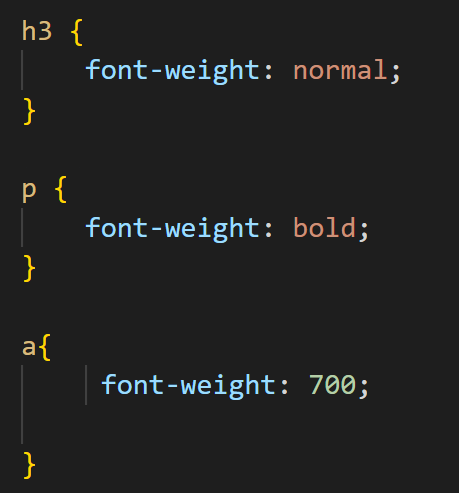 h3 {
    font-weight: normal;
}
p {
    font-weight: bold;
}
a{
     font-weight: 700;
}